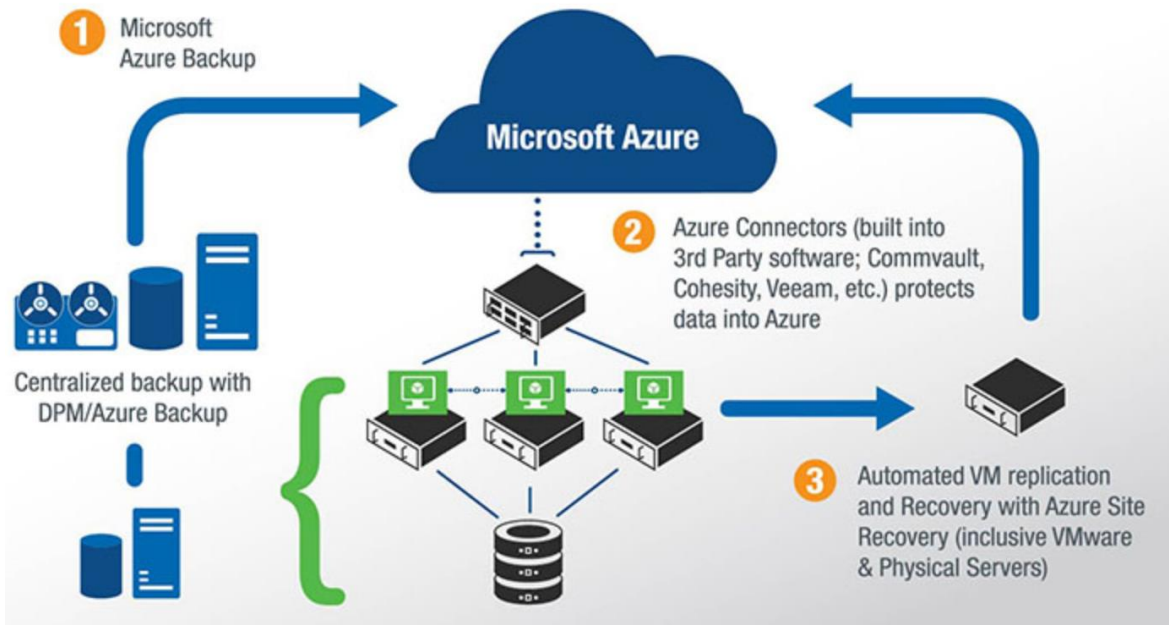 1 Microsoft
Azure Backup
Microsoft Azure
2 Azure Connectors (built into
3rd Party software; Commvault,
Cohesity, Veeam, etc.) protects
data into Azure
Centralized backup with
DPM/Azure Backup
3 Automated VM replication
and Recovery with Azure Site
Recovery (inclusive VMware
& Physical Servers)